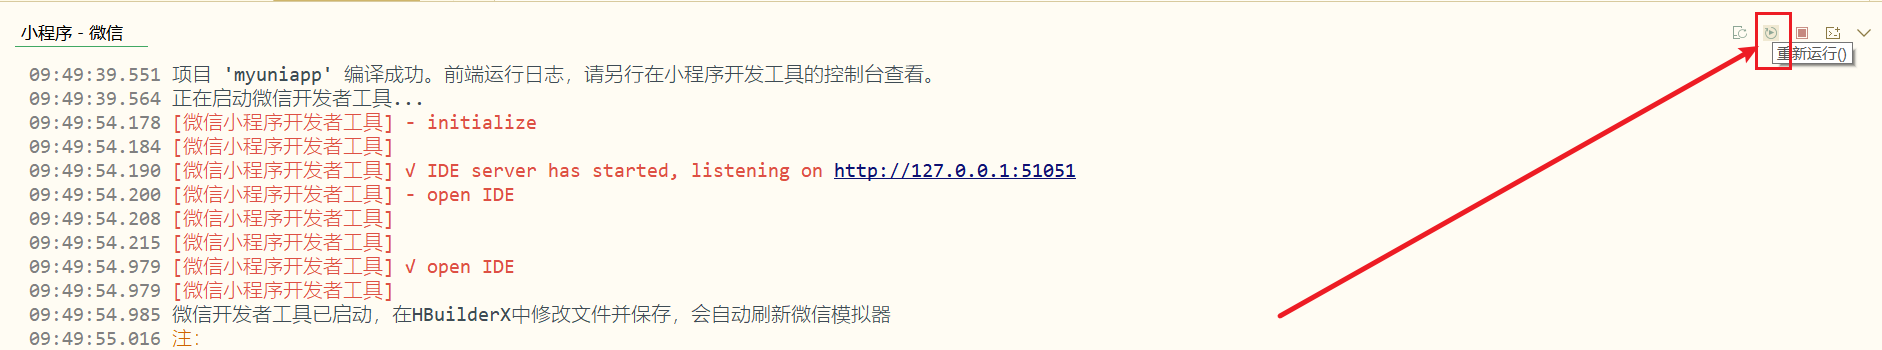 小程序 - 微信
重新运行()
09:49:39.551 项目 'myuniapp' 编译成功。前端运行日志，请另行在小程序开发工具的控制台查看。
09:49:39.564 正在启动微信开发者工具...
09:49:54.178 [微信小程序开发者工具] - initialize
09:49:54.184 [微信小程序开发者工具]
09:49:54.190 [微信小程序开发者工具] √ IDE server has started, listening on http://127.0.0.1:51051
09:49:54.200 [微信小程序开发者工具] - open IDE
09:49:54.208 [微信小程序开发者工具]
09:49:54.215 [微信小程序开发者工具]
09:49:54.979 [微信小程序开发者工具] √ open IDE
09:49:54.979 [微信小程序开发者工具]
09:49:54.985 微信开发者工具已启动，在HBuilderX中修改文件并保存，会自动刷新微信模拟器
09:49:55.016 注：